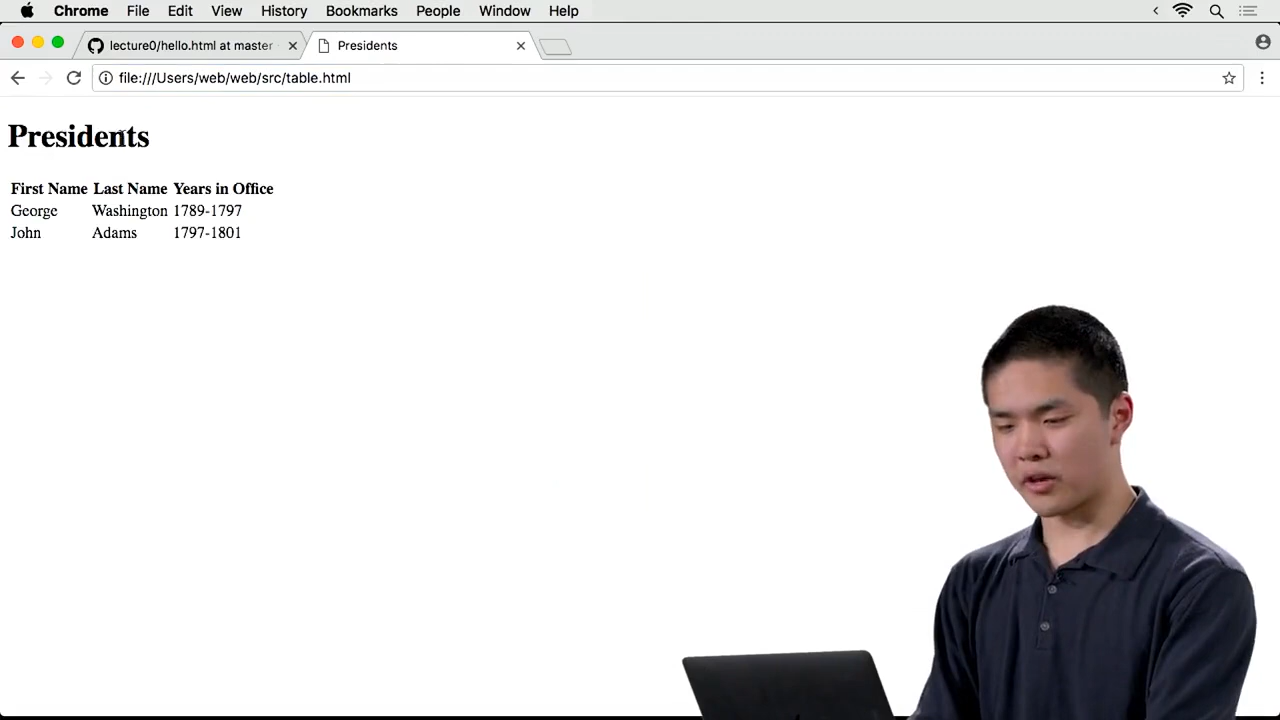 Chrome File Edit View History Bookmarks People Window Help
lecture0/hello.html at master Presidents
file:///Users/web/web/src/table.html
Presidents
First Name Last Name Years in Office
George Washington 1789-1797
John Adams 1797-1801